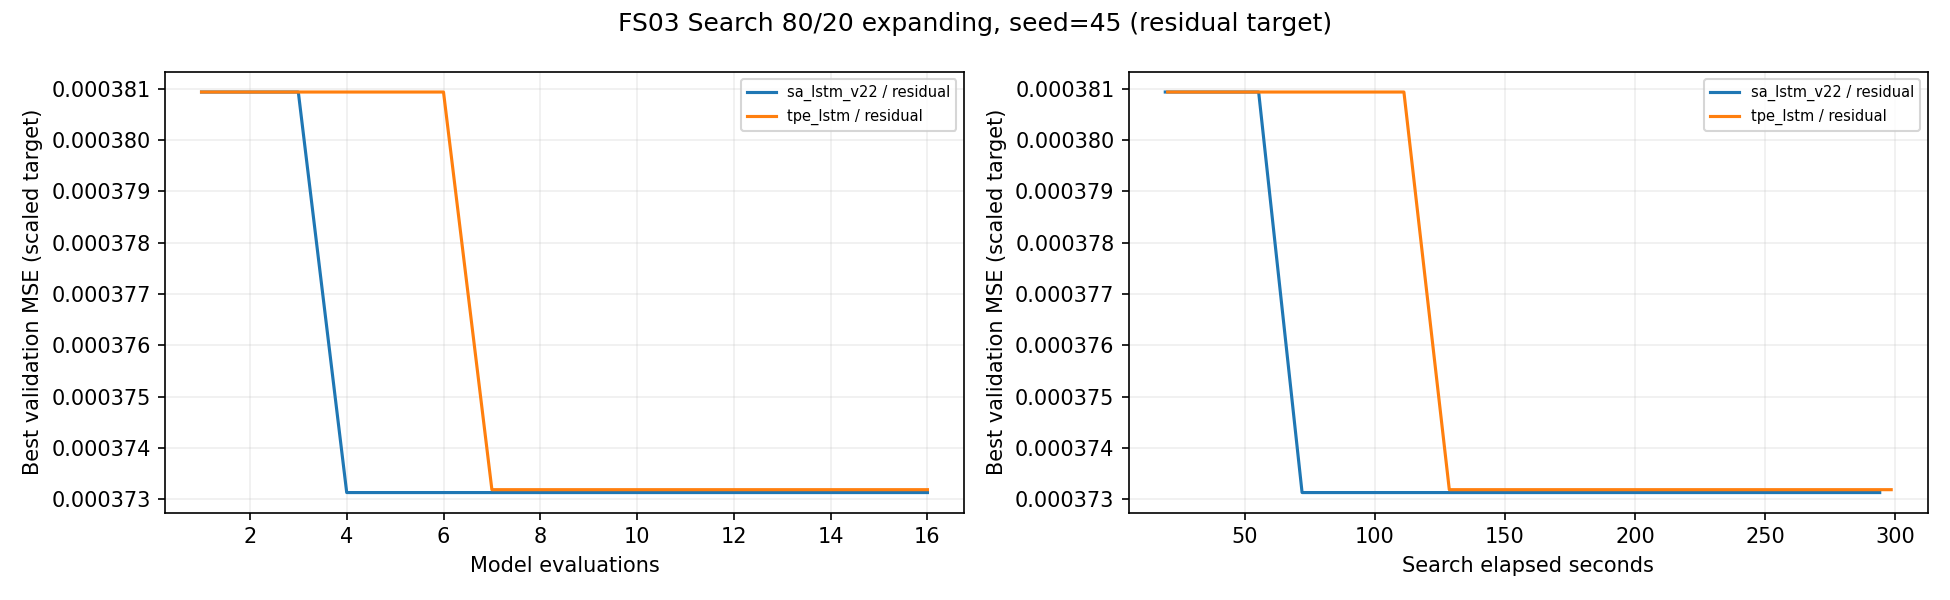 FS03 Search 80/20 expanding, seed=45 (residual target)
Best validation MSE (scaled target)
0.000381
0.000380
0.000379
0.000378
0.000377
0.000376
0.000375
0.000374
0.000373
sa_lstm_v22 / residual
tpe_lstm / residual
2 4 6 8 10 12 14 16
Model evaluations
Best validation MSE (scaled target)
0.000381
0.000380
0.000379
0.000378
0.000377
0.000376
0.000375
0.000374
0.000373
sa_lstm_v22 / residual
tpe_lstm / residual
50 100 150 200 250 300
Search elapsed seconds